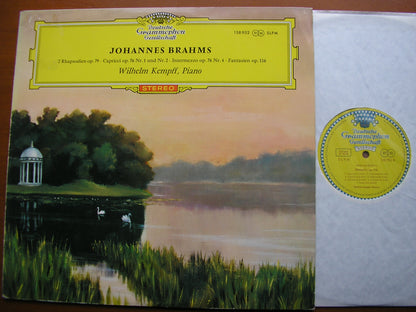 Deutsche
Grammophon
Gesellschaft
138 902
SLPM
JOHANNES BRAHMS
2 Rhapsodien op. 79 · Capricci op. 76 Nr. 1 und Nr. 2 · Intermezzo op. 76 Nr. 4 · Fantasien op. 116
Wilhelm Kempff, Piano
STEREO
Deutsche
Grammophon
Gesellschaft